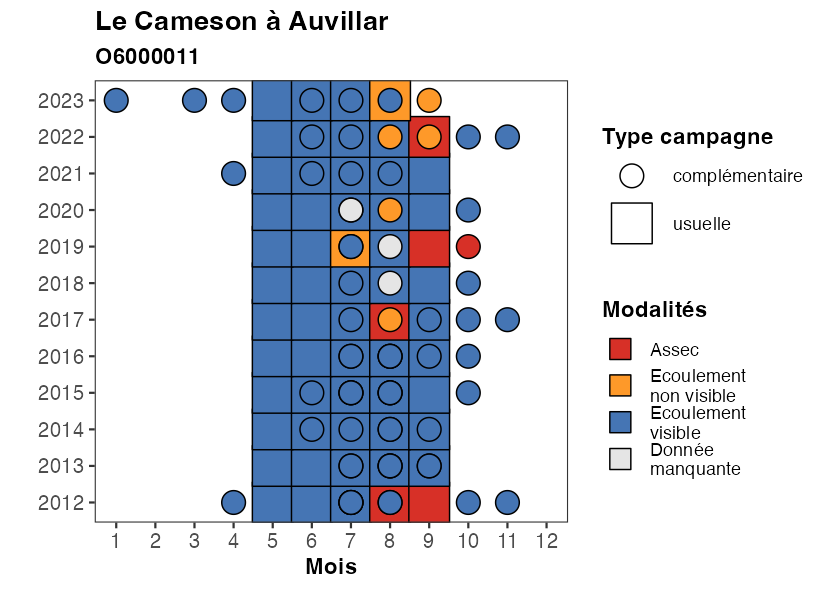 Le Cameson à Auvillar
O6000011
2023
2022
2021
2020
2019
2018
2017
2016
2015
2014
2013
2012
1 2 3 4 5 6 7 8 9 10 11 12
Mois
Type campagne
complémentaire
usuelle
Modalités
Assec
Ecoulement
non visible
Ecoulement
visible
Donnée
manquante